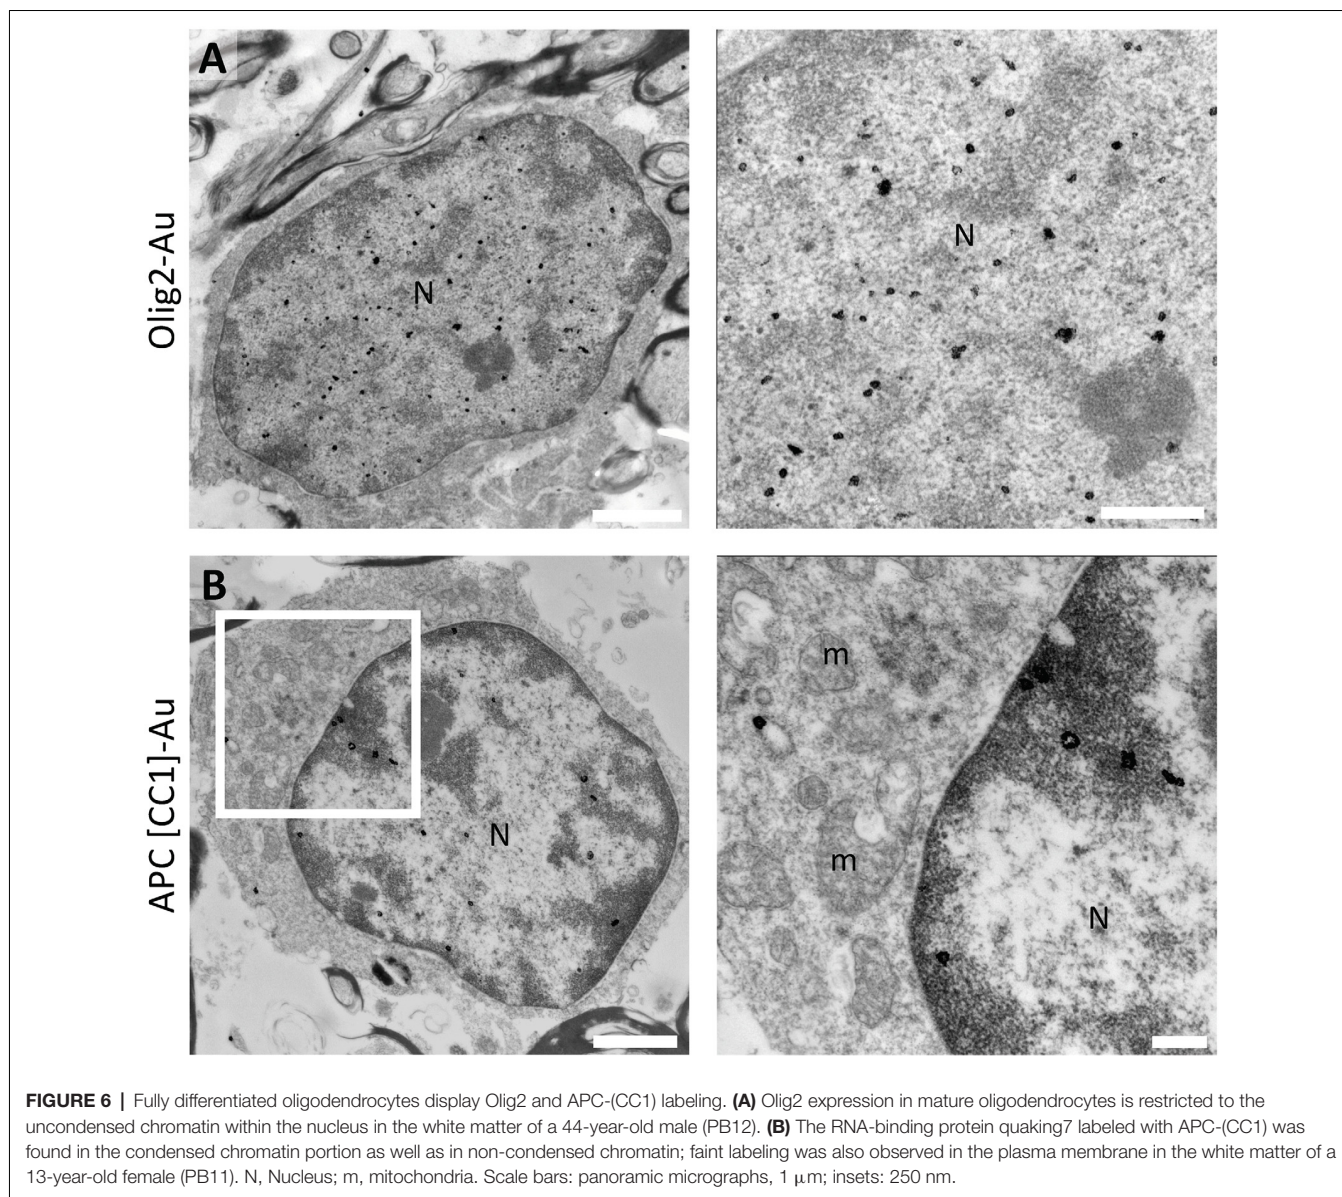 A
Olig2-Au
N
N
B
APC [CC1]-Au
N
m
m
N
FIGURE 6 | Fully differentiated oligodendrocytes display Olig2 and APC-(CC1) labeling. (A) Olig2 expression in mature oligodendrocytes is restricted to the
uncondensed chromatin within the nucleus in the white matter of a 44-year-old male (PB12). (B) The RNA-binding protein quaking7 labeled with APC-(CC1) was
found in the condensed chromatin portion as well as in non-condensed chromatin; faint labeling was also observed in the plasma membrane in the white matter of a
13-year-old female (PB11). N, Nucleus; m, mitochondria. Scale bars: panoramic micrographs, 1 μm; insets: 250 nm.